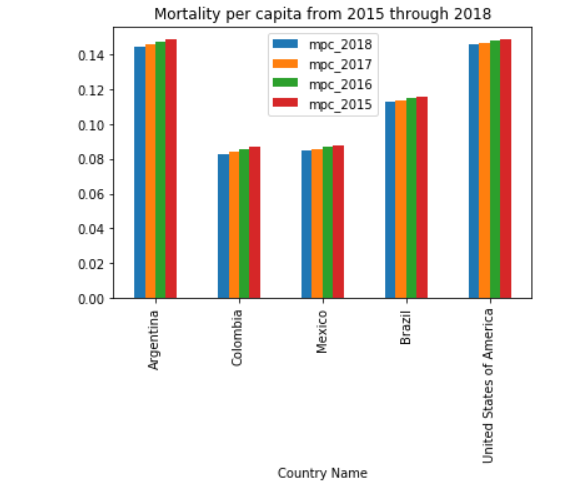 Mortality per capita from 2015 through 2018
mpc_2018
mpc_2017
mpc_2016
mpc_2015
0.14
0.12
0.10
0.08
0.06
0.04
0.02
0.00
Argentina
Colombia
Mexico
Brazil
United States of America
Country Name